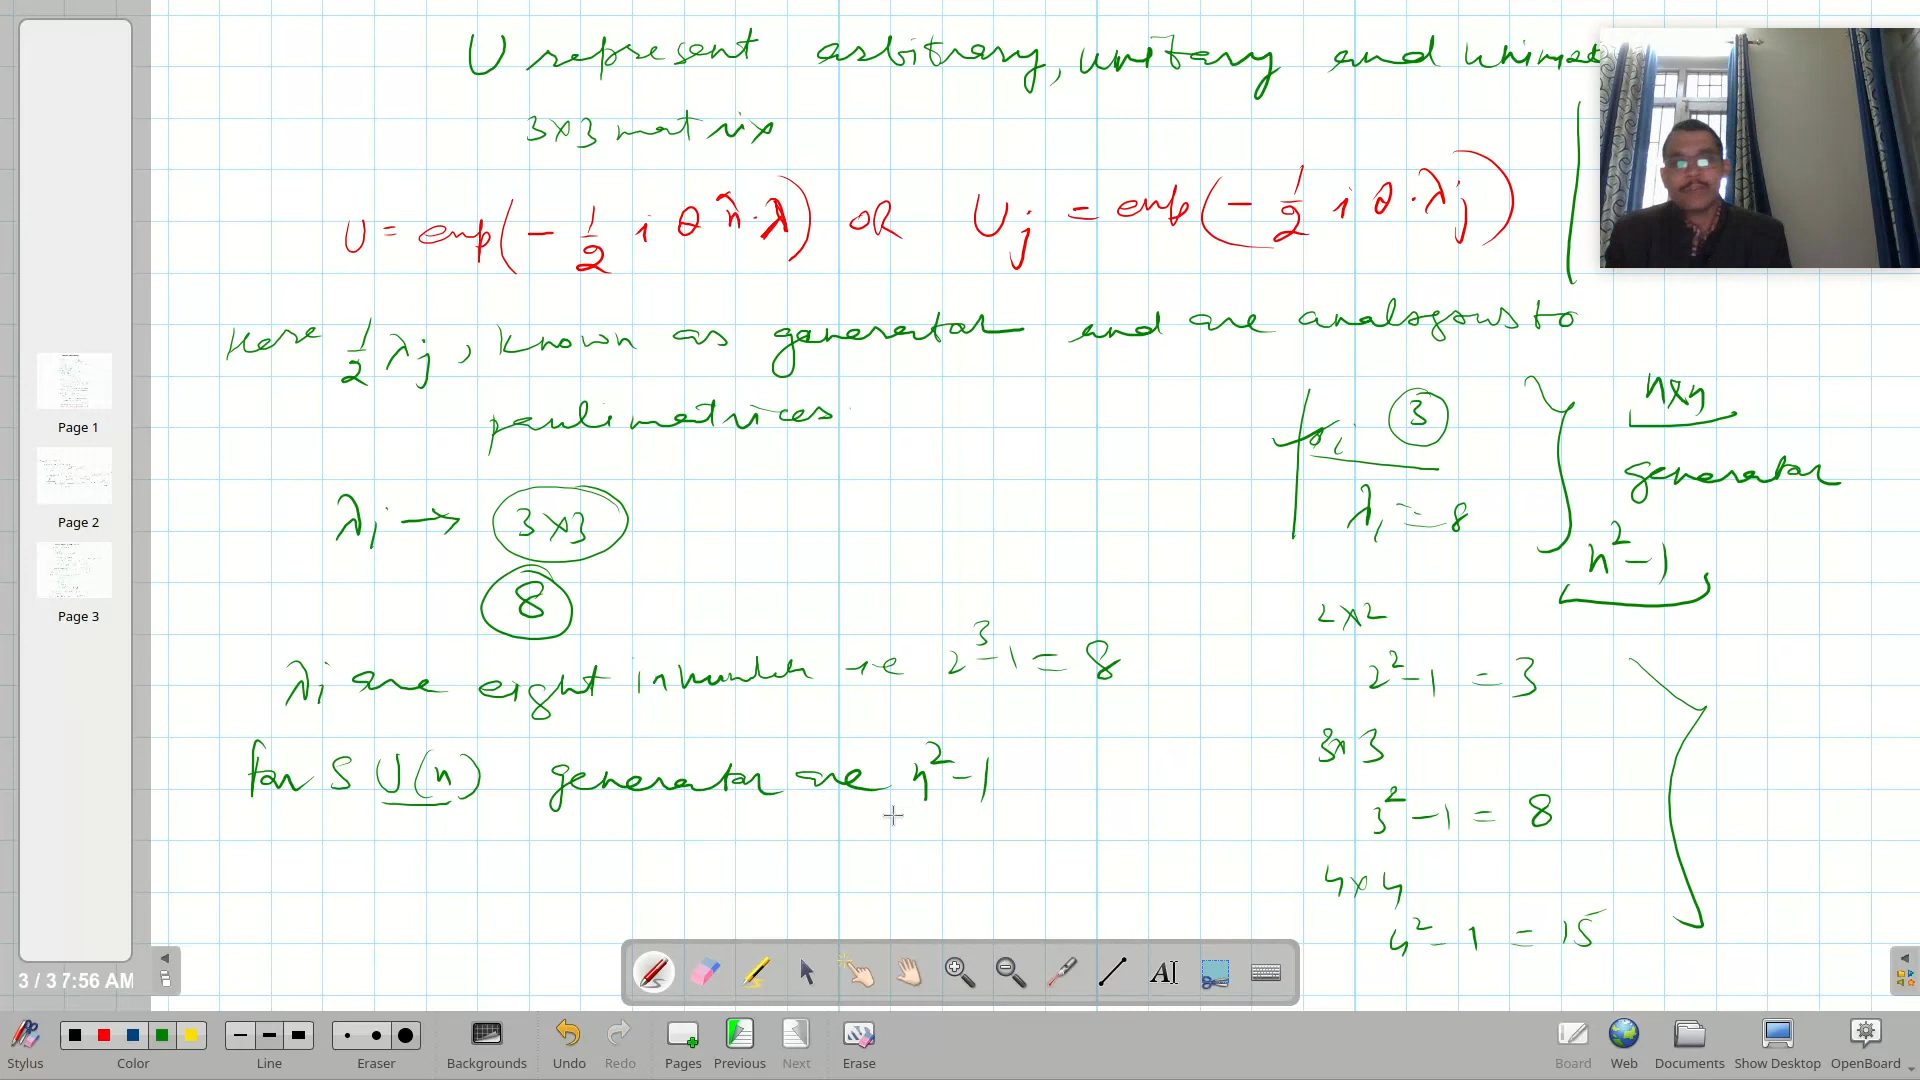 U represent arbitrary, unitary and unimod
3×3 matrix
U = exp(- 1/2 i θ n̂·λ) OR Uj = exp(- 1/2 i θ·λj)
Here 1/2 λj, known as generator and are analogous to
pauli matrices
σi 3
λi = 8
n×n
generator
n²-1
λi → 3×3
8
λi are eight in number i.e 2³-1 = 8
for SU(n) generator are n²-1
2×2
2²-1 = 3
3×3
3²-1 = 8
4×4
4²-1 = 15
Page 1
Page 2
Page 3
3 / 3 7:56 AM
Stylus
Color
Line
Eraser
Backgrounds
Undo
Redo
Pages
Previous
Next
Erase
Board
Web
Documents
Show Desktop
OpenBoard
AI